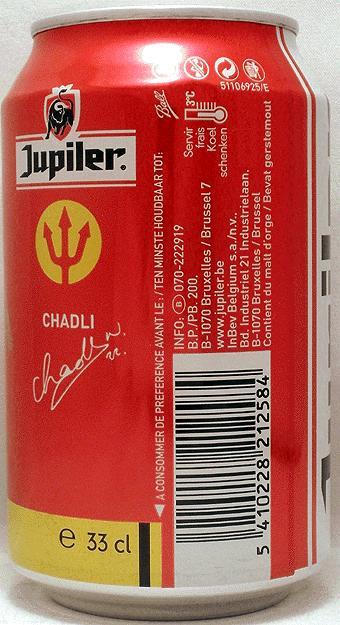 Jupiler.
CHADLI
Chadli N.
22.
e 33 cl
A CONSOMMER DE PREFERENCE AVANT LE : / TEN MINSTE HOUDBAAR TOT:
Ball
51106925/E
3°C
Servir
frais
Koel
schenken
INFO: B 070-222919
B.P./PB. 200.
B-1070 Bruxelles / Brussel 7
www.jupiler.be
InBev Belgium s.a./n.v..
Bd. Industriel 21 Industrielaan.
B-1070 Bruxelles / Brussel
Contient du malt d'orge / Bevat gerstemout
5 410228 212584